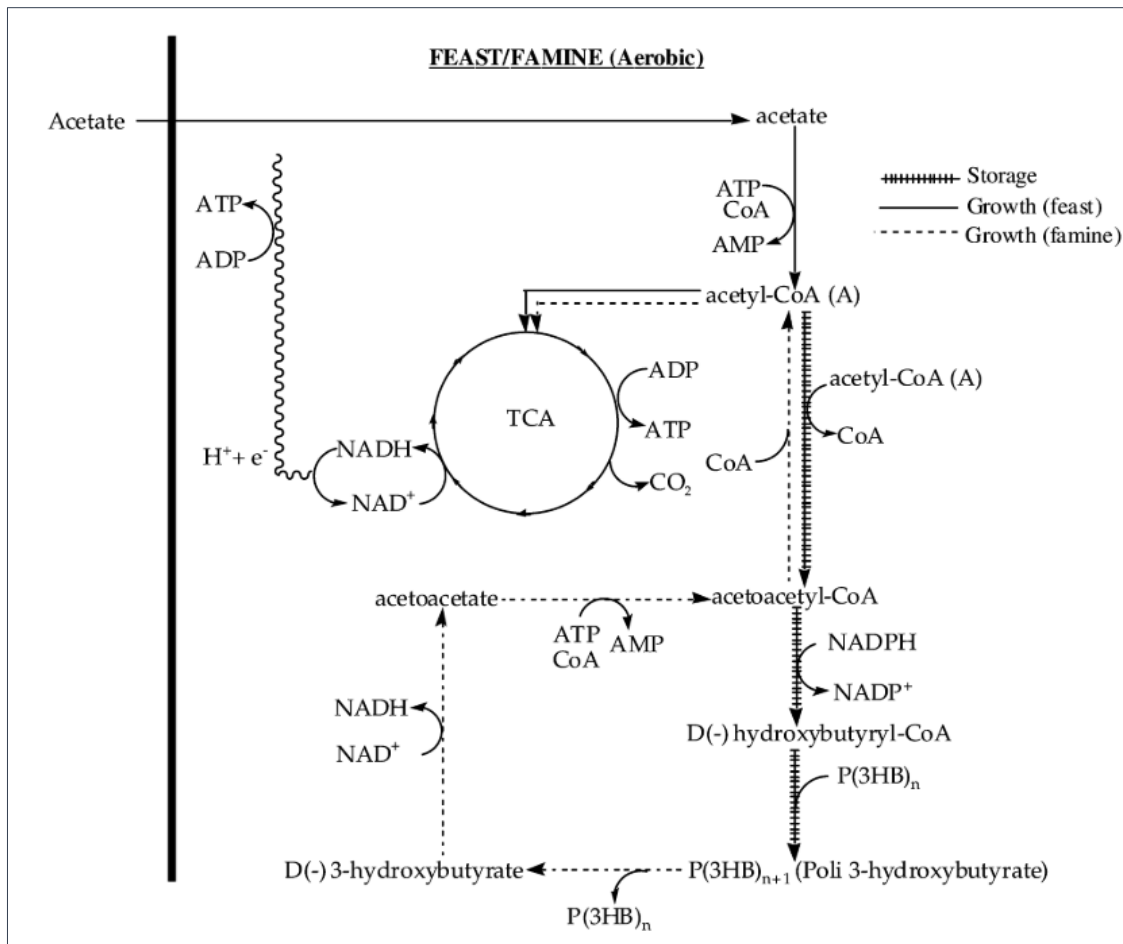 FEAST/FAMINE (Aerobic)
Acetate
acetate
ATP
CoA
AMP
Storage
Growth (feast)
Growth (famine)
ATP
ADP
acetyl-CoA (A)
ADP
ATP
TCA
CO₂
acetyl-CoA (A)
CoA
CoA
H⁺+ e⁻
NADH
NAD⁺
acetoacetate
ATP
CoA
AMP
acetoacetyl-CoA
NADPH
NADP⁺
NADH
NAD⁺
D(-) hydroxybutyryl-CoA
P(3HB)ₙ
D(-) 3-hydroxybutyrate
P(3HB)ₙ₊₁ (Poli 3-hydroxybutyrate)
P(3HB)ₙ